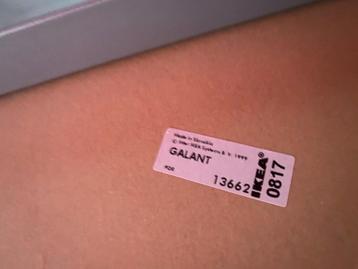 Made in Slovakia
© Inter IKEA Systems B.V. 1999
GALANT
13662
IKEA®
0817